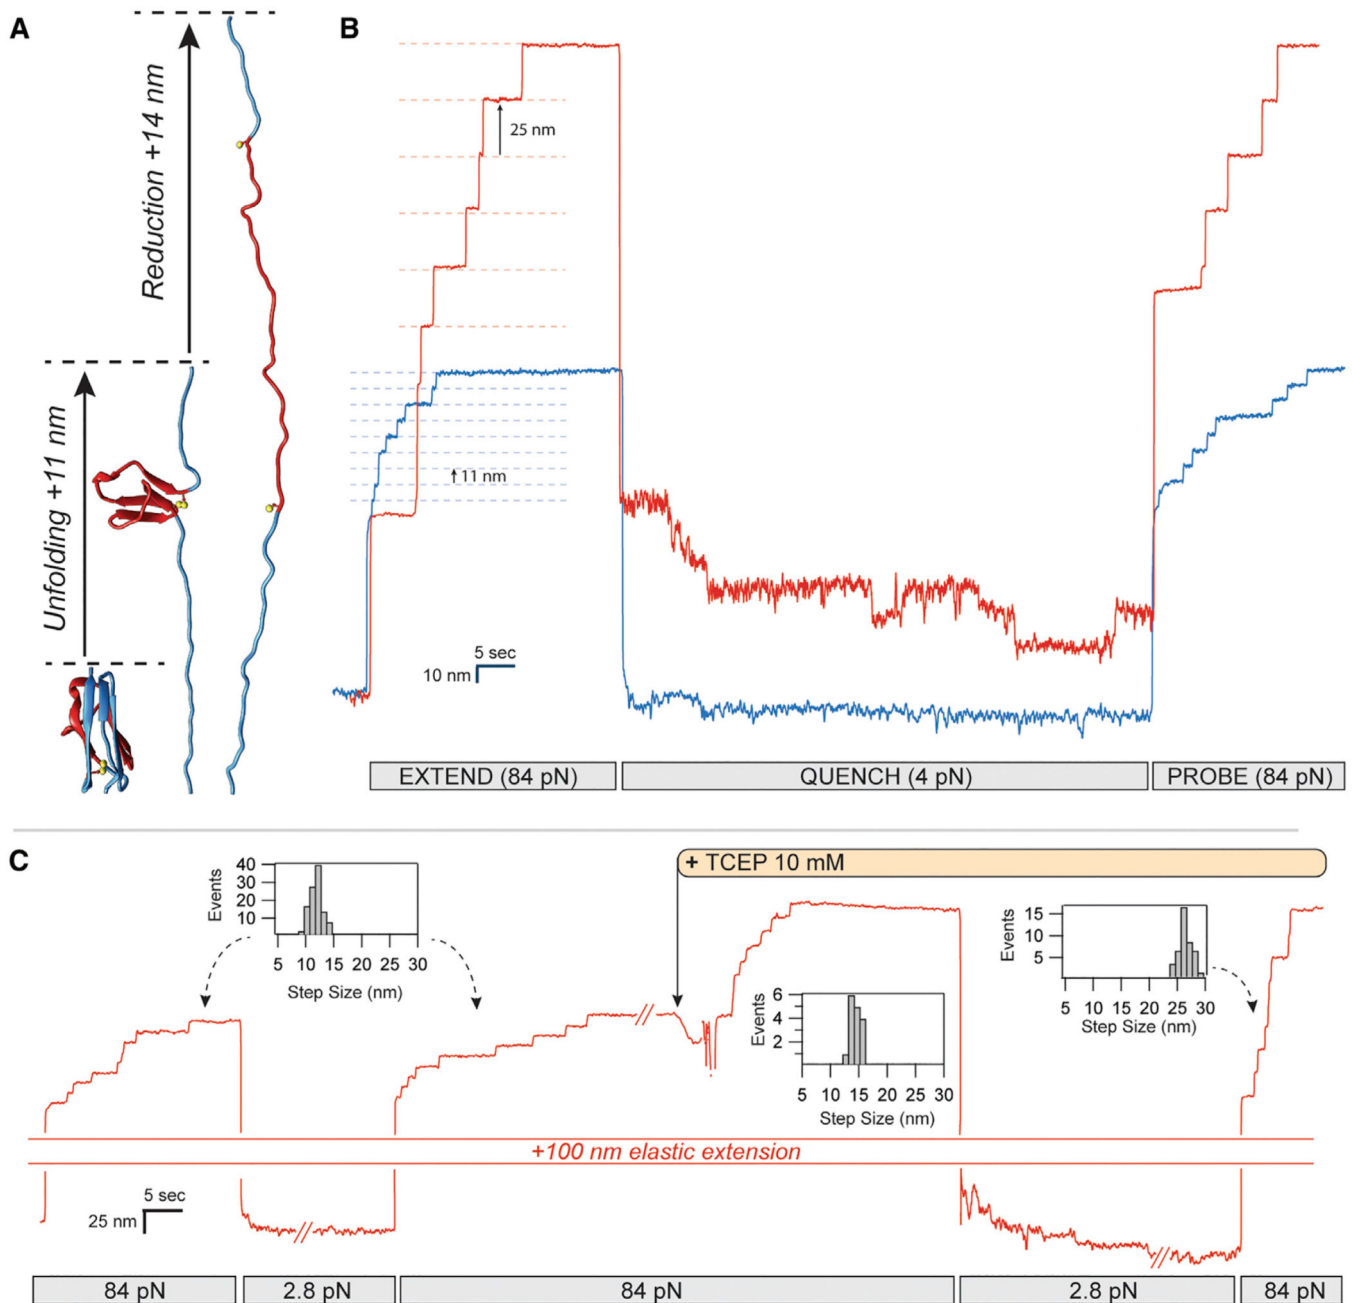 A
Reduction +14 nm
Unfolding +11 nm
B
25 nm
11 nm
5 sec
10 nm
EXTEND (84 pN)
QUENCH (4 pN)
PROBE (84 pN)
C
+ TCEP 10 mM
Events
40
30
20
10
5 10 15 20 25 30
Step Size (nm)
Events
6
4
2
5 10 15 20 25 30
Step Size (nm)
Events
15
10
5
5 10 15 20 25 30
Step Size (nm)
+100 nm elastic extension
5 sec
25 nm
84 pN
2.8 pN
84 pN
2.8 pN
84 pN